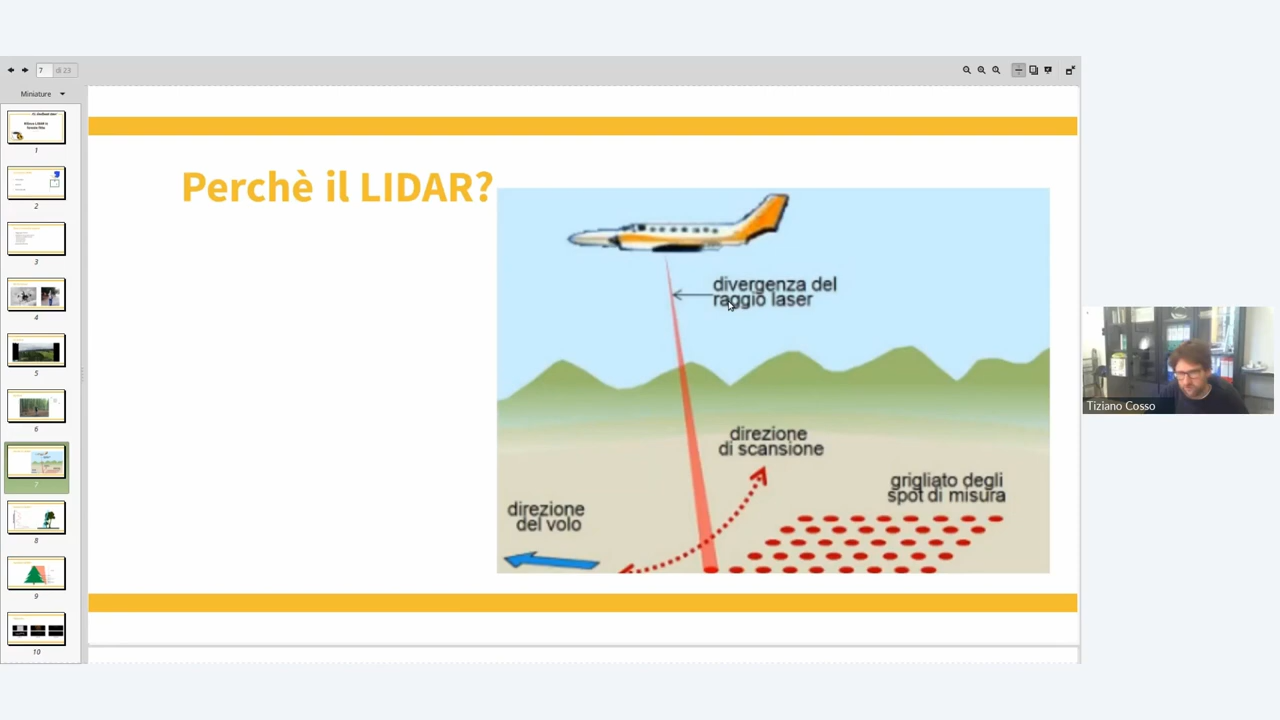 7 di 23
Miniature
1
2
3
4
5
6
7
8
9
10
Perchè il LIDAR?
divergenza del
raggio laser
direzione
di scansione
grigliato degli
spot di misura
direzione
del volo
Tiziano Cosso